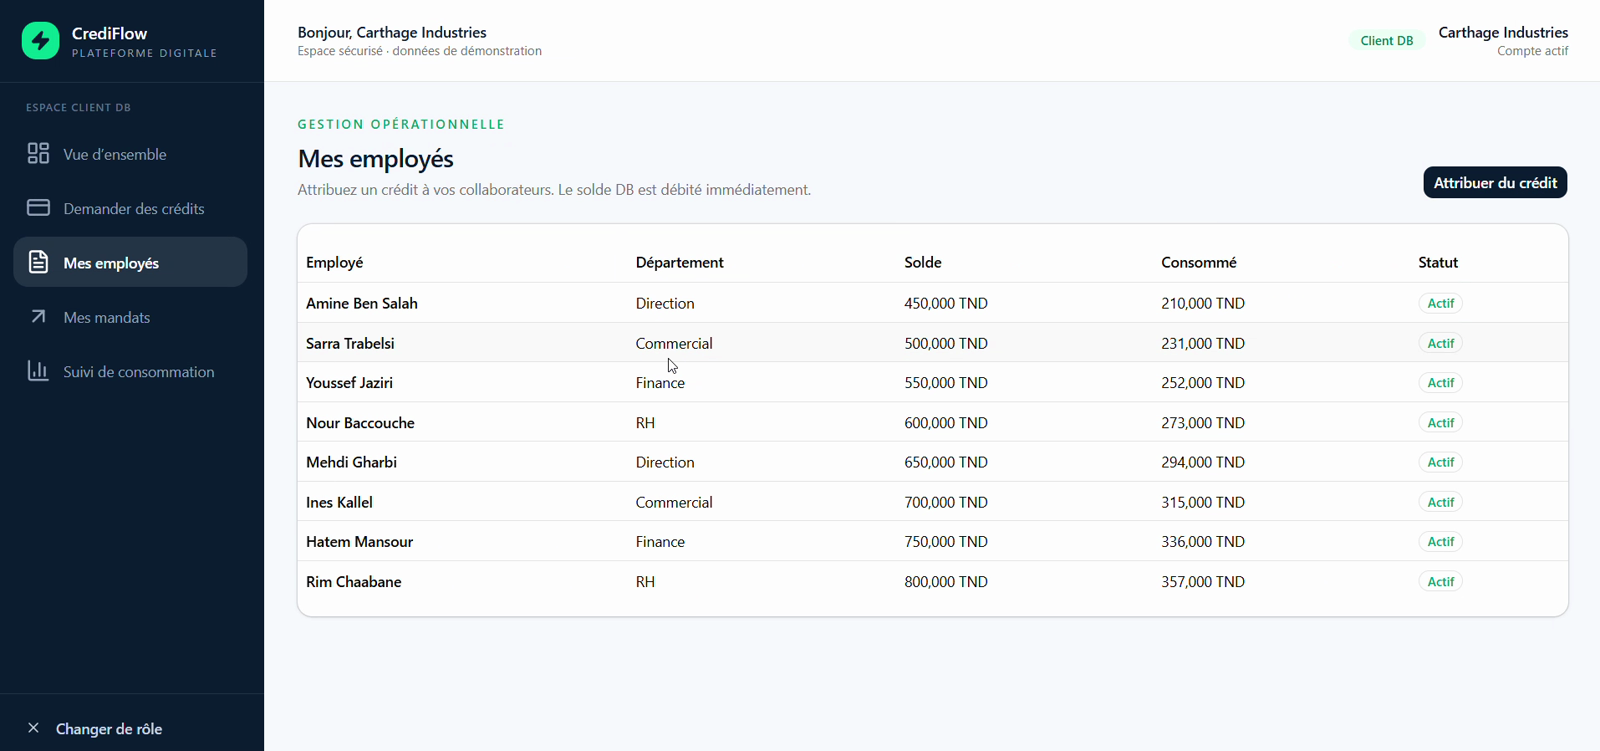 CrediFlow
PLATEFORME DIGITALE
ESPACE CLIENT DB
Vue d'ensemble
Demander des crédits
Mes employés
Mes mandats
Suivi de consommation
Changer de rôle
Bonjour, Carthage Industries
Espace sécurisé · données de démonstration
Client DB
Carthage Industries
Compte actif
GESTION OPÉRATIONNELLE
Mes employés
Attribuez un crédit à vos collaborateurs. Le solde DB est débité immédiatement.
Attribuer du crédit
Employé Département Solde Consommé Statut
Amine Ben Salah Direction 450,000 TND 210,000 TND Actif
Sarra Trabelsi Commercial 500,000 TND 231,000 TND Actif
Youssef Jaziri Finance 550,000 TND 252,000 TND Actif
Nour Baccouche RH 600,000 TND 273,000 TND Actif
Mehdi Gharbi Direction 650,000 TND 294,000 TND Actif
Ines Kallel Commercial 700,000 TND 315,000 TND Actif
Hatem Mansour Finance 750,000 TND 336,000 TND Actif
Rim Chaabane RH 800,000 TND 357,000 TND Actif